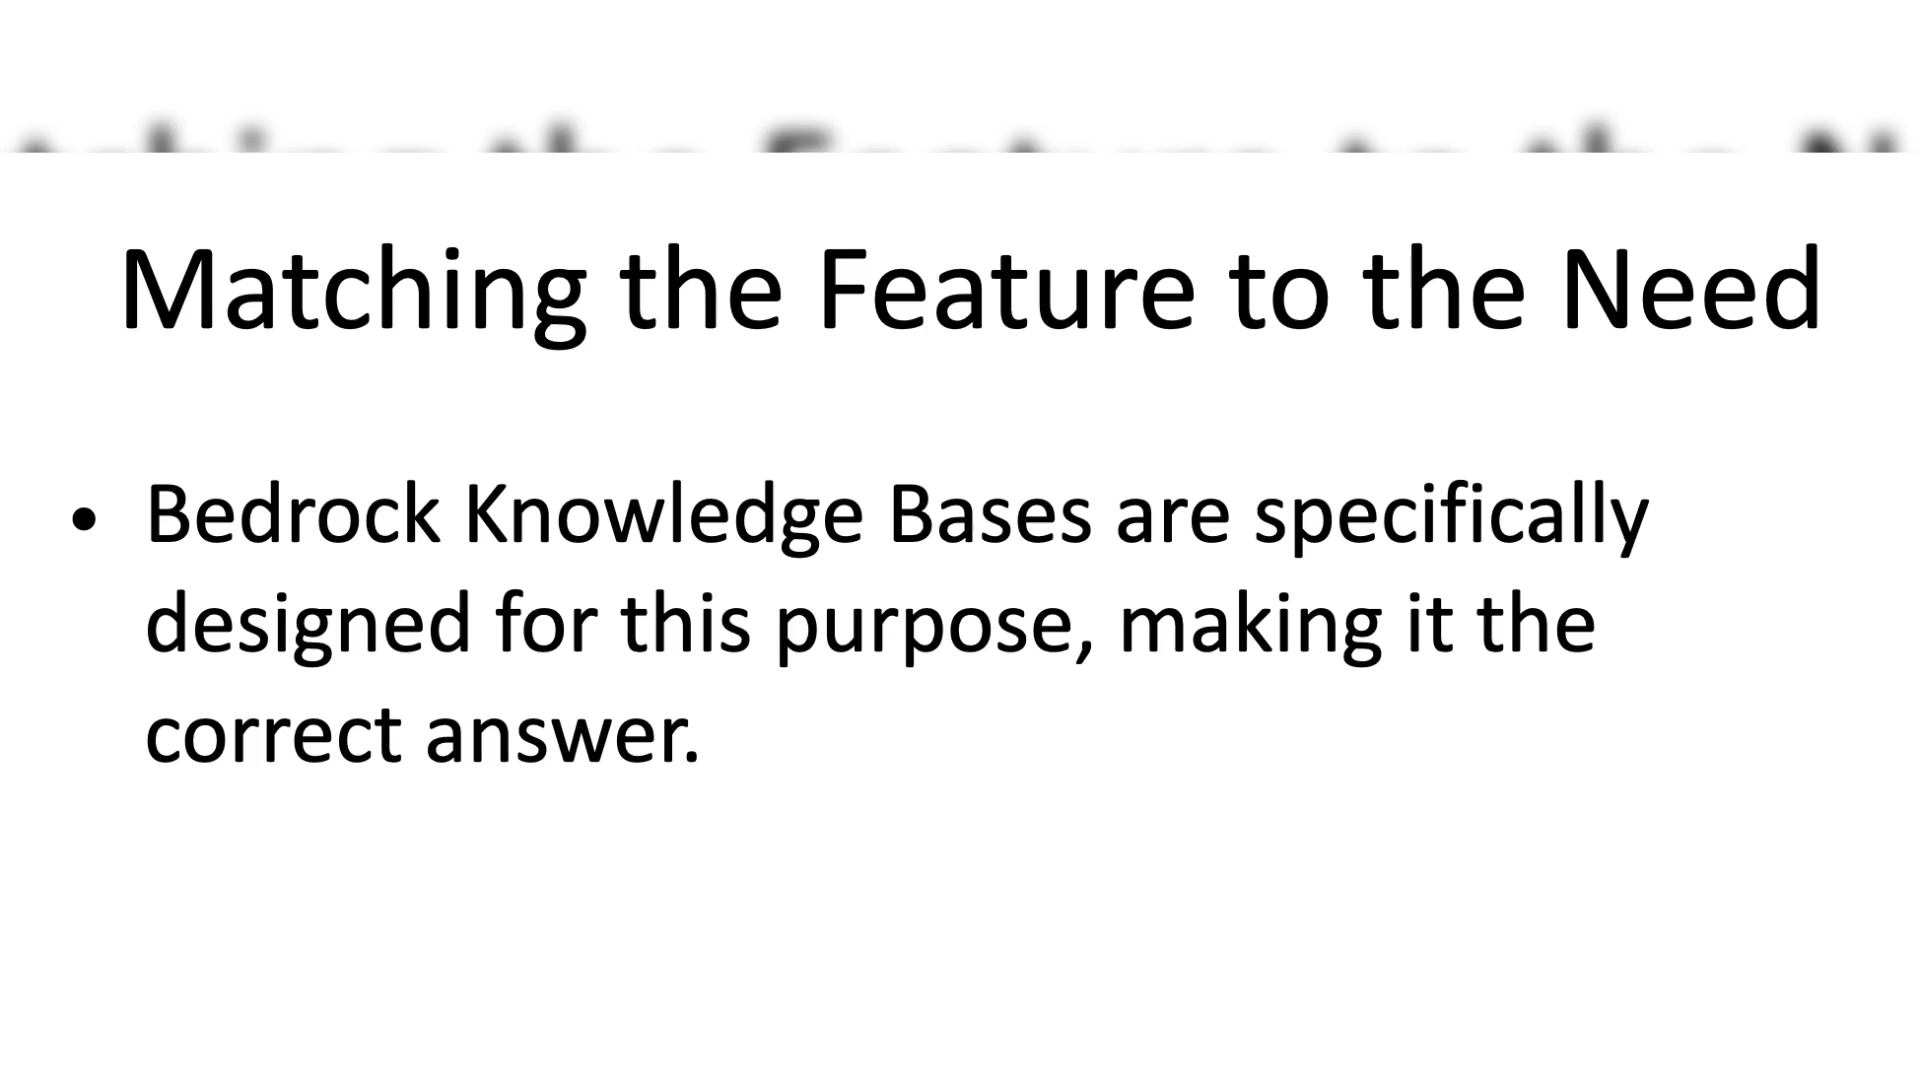 Matching the Feature to the Need
• Bedrock Knowledge Bases are specifically
designed for this purpose, making it the
correct answer.